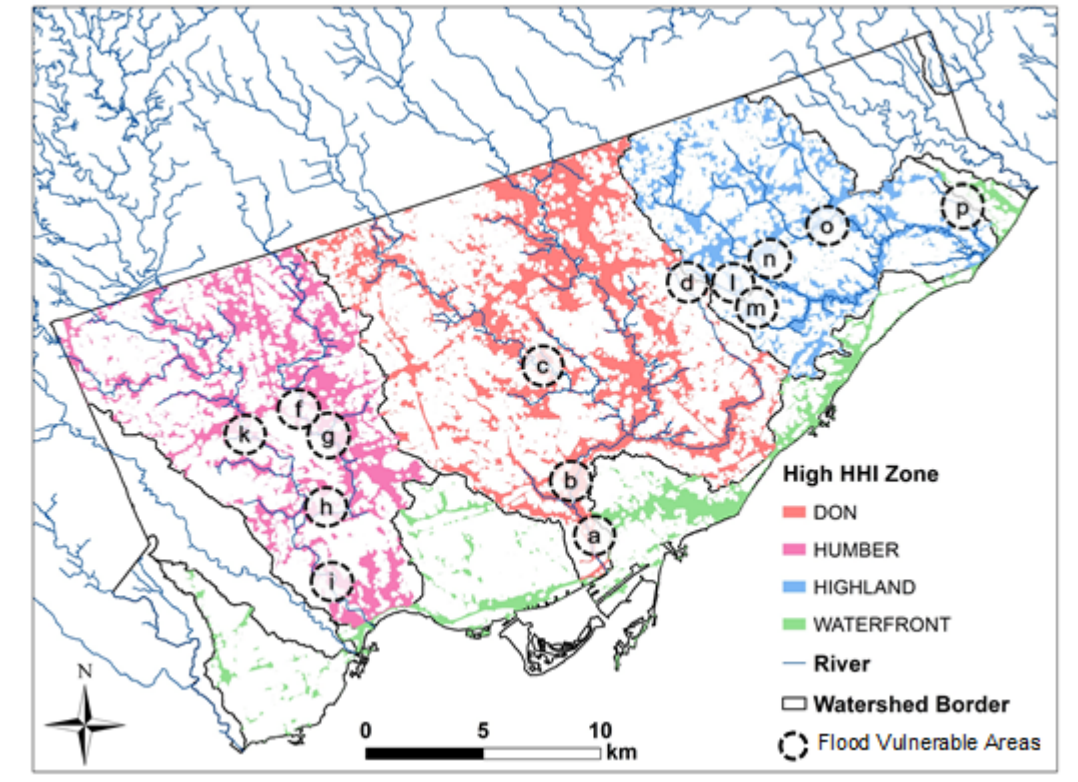 p
o
n
d
l
m
c
f
k
g
High HHI Zone
b
DON
h
a
HUMBER
i
HIGHLAND
WATERFRONT
N
River
Watershed Border
0 5 10
km
Flood Vulnerable Areas